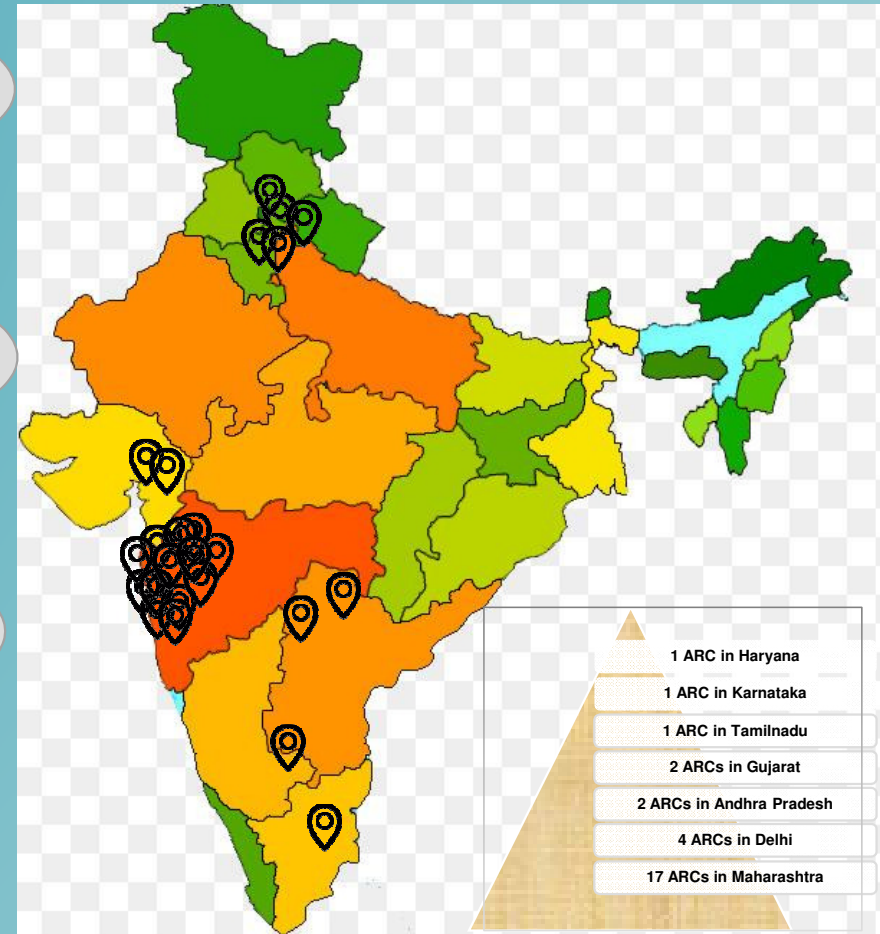 1 ARC in Haryana
1 ARC in Karnataka
1 ARC in Tamilnadu
2 ARCs in Gujarat
2 ARCs in Andhra Pradesh
4 ARCs in Delhi
17 ARCs in Maharashtra